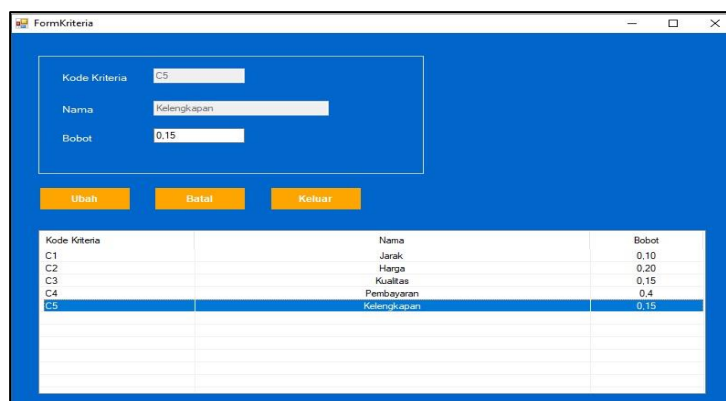 FormKriteria
Kode Kriteria C5
Nama Kelengkapan
Bobot 0,15
Ubah Batal Keluar
Kode Kriteria Nama Bobot
C1 Jarak 0,10
C2 Harga 0,20
C3 Kualitas 0,15
C4 Pembayaran 0,4
C5 Kelengkapan 0,15